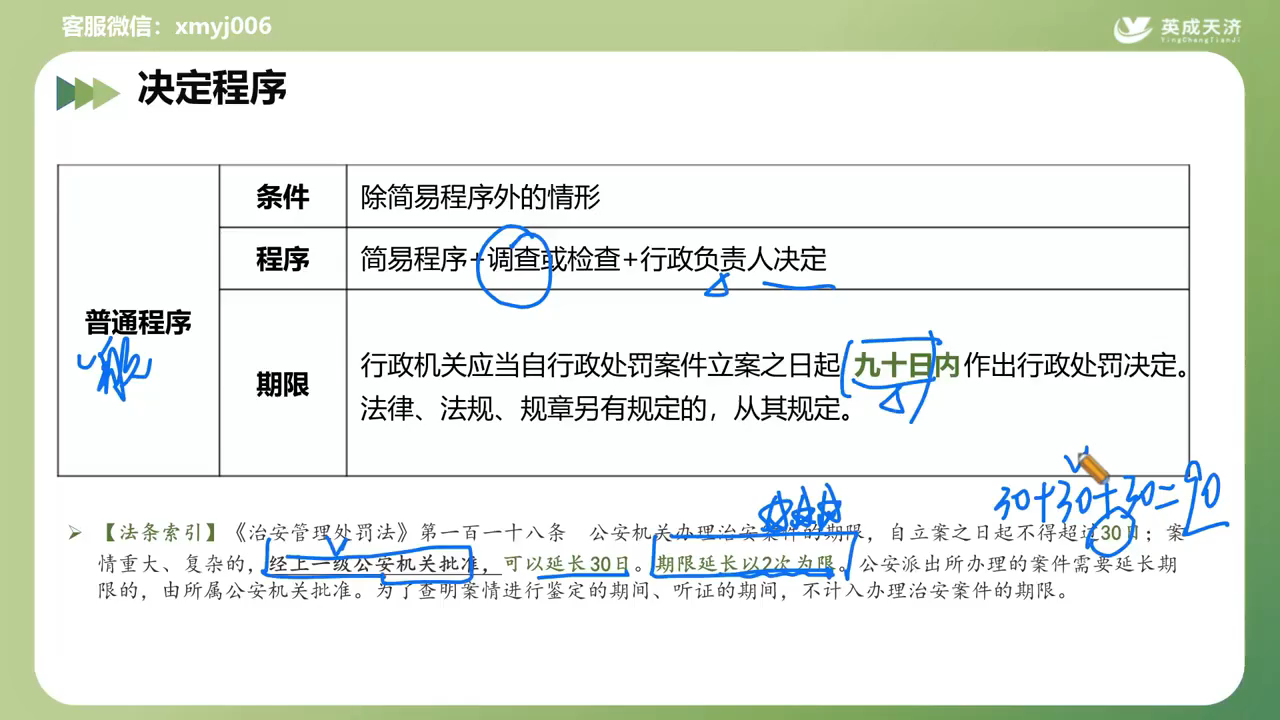 客服微信：xmyj006
英成天济
YingChengTianJi
决定程序
普通程序
一般
条件
除简易程序外的情形
程序
简易程序+调查或检查+行政负责人决定
期限
行政机关应当自行政处罚案件立案之日起 九十日内 作出行政处罚决定。
法律、法规、规章另有规定的，从其规定。
30+30+30=90
【法条索引】《治安管理处罚法》第一百一十八条 公安机关办理治安案件的期限，自立案之日起不得超过30日；案
情重大、复杂的，经上一级公安机关批准，可以延长30日。期限延长以2次为限。公安派出所办理的案件需要延长期
限的，由所属公安机关批准。为了查明案情进行鉴定的期间、听证的期间，不计入办理治安案件的期限。